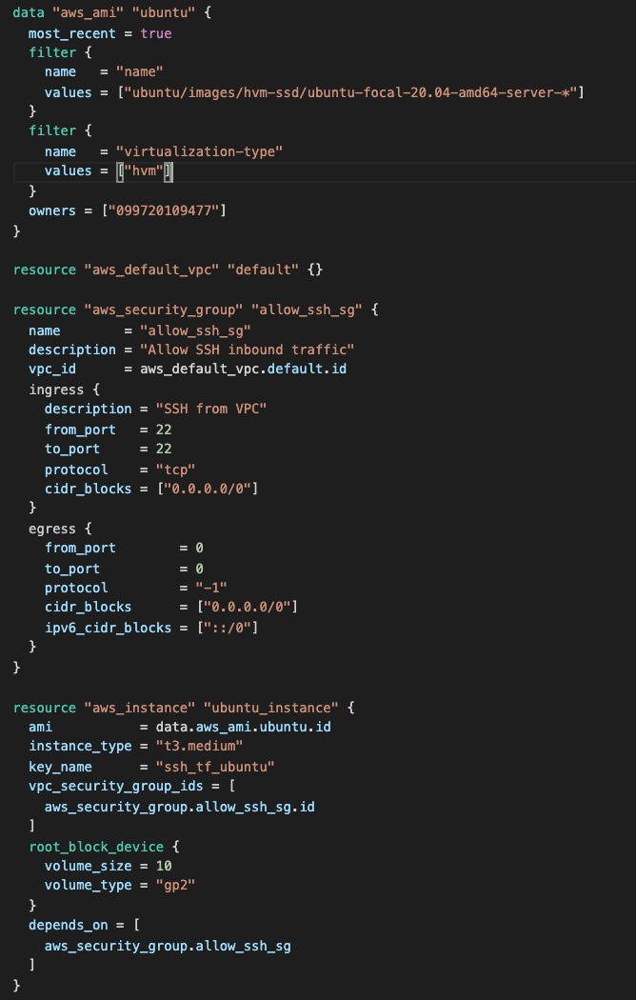 data "aws_ami" "ubuntu" {
  most_recent = true
  filter {
    name   = "name"
    values = ["ubuntu/images/hvm-ssd/ubuntu-focal-20.04-amd64-server-*"]
  }
  filter {
    name   = "virtualization-type"
    values = ["hvm"]
  }
  owners = ["099720109477"]
}

resource "aws_default_vpc" "default" {}

resource "aws_security_group" "allow_ssh_sg" {
  name        = "allow_ssh_sg"
  description = "Allow SSH inbound traffic"
  vpc_id      = aws_default_vpc.default.id
  ingress {
    description = "SSH from VPC"
    from_port   = 22
    to_port     = 22
    protocol    = "tcp"
    cidr_blocks = ["0.0.0.0/0"]
  }
  egress {
    from_port        = 0
    to_port          = 0
    protocol         = "-1"
    cidr_blocks      = ["0.0.0.0/0"]
    ipv6_cidr_blocks = ["::/0"]
  }
}

resource "aws_instance" "ubuntu_instance" {
  ami           = data.aws_ami.ubuntu.id
  instance_type = "t3.medium"
  key_name      = "ssh_tf_ubuntu"
  vpc_security_group_ids = [
    aws_security_group.allow_ssh_sg.id
  ]
  root_block_device {
    volume_size = 10
    volume_type = "gp2"
  }
  depends_on = [
    aws_security_group.allow_ssh_sg
  ]
}